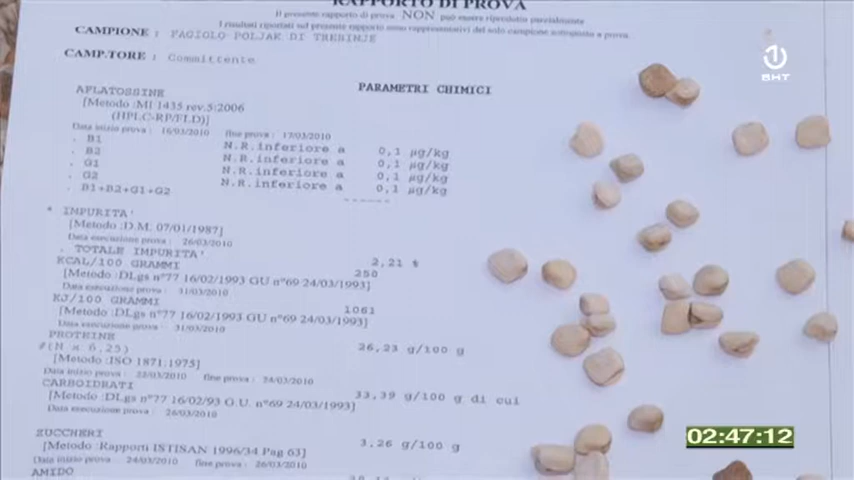 RAPPORTO DI PROVA
Il presente rapporto di prova NON può essere riprodotto parzialmente
I risultati riportati sul presente rapporto sono rappresentativi del solo campione sottoposto a prova.
CAMPIONE : FAGIOLO POLJAK DI TREBINJE
CAMP.TORE : Committente
PARAMETRI CHIMICI
AFLATOSSINE
[Metodo :MI 1435 rev.5:2006
(HPLC-RP/FLD)]
Data inizio prova : 16/03/2010 fine prova : 17/03/2010
. B1 N.R.inferiore a 0,1 µg/kg
. B2 N.R.inferiore a 0,1 µg/kg
. G1 N.R.inferiore a 0,1 µg/kg
. G2 N.R.inferiore a 0,1 µg/kg
. B1+B2+G1+G2 ------
* IMPURITA'
[Metodo :D.M. 07/01/1987]
Data esecuzione prova : 26/03/2010
. TOTALE IMPURITA' 2,21 %
KCAL/100 GRAMMI 250
[Metodo :DLgs n°77 16/02/1993 GU n°69 24/03/1993]
Data esecuzione prova : 31/03/2010
KJ/100 GRAMMI 1061
[Metodo :DLgs n°77 16/02/1993 GU n°69 24/03/1993]
Data esecuzione prova : 31/03/2010
PROTEINE 26,23 g/100 g
#(N x 6.25)
[Metodo :ISO 1871:1975]
Data inizio prova : 22/03/2010 fine prova : 24/03/2010
CARBOIDRATI 33,39 g/100 g di cui
[Metodo :DLgs n°77 16/02/93 G.U. n°69 24/03/1993]
Data esecuzione prova : 26/03/2010
ZUCCHERI 3,26 g/100 g
[Metodo :Rapporti ISTISAN 1996/34 Pag 63]
Data inizio prova : 24/03/2010 fine prova : 26/03/2010
AMIDO
BHT
02:47:12